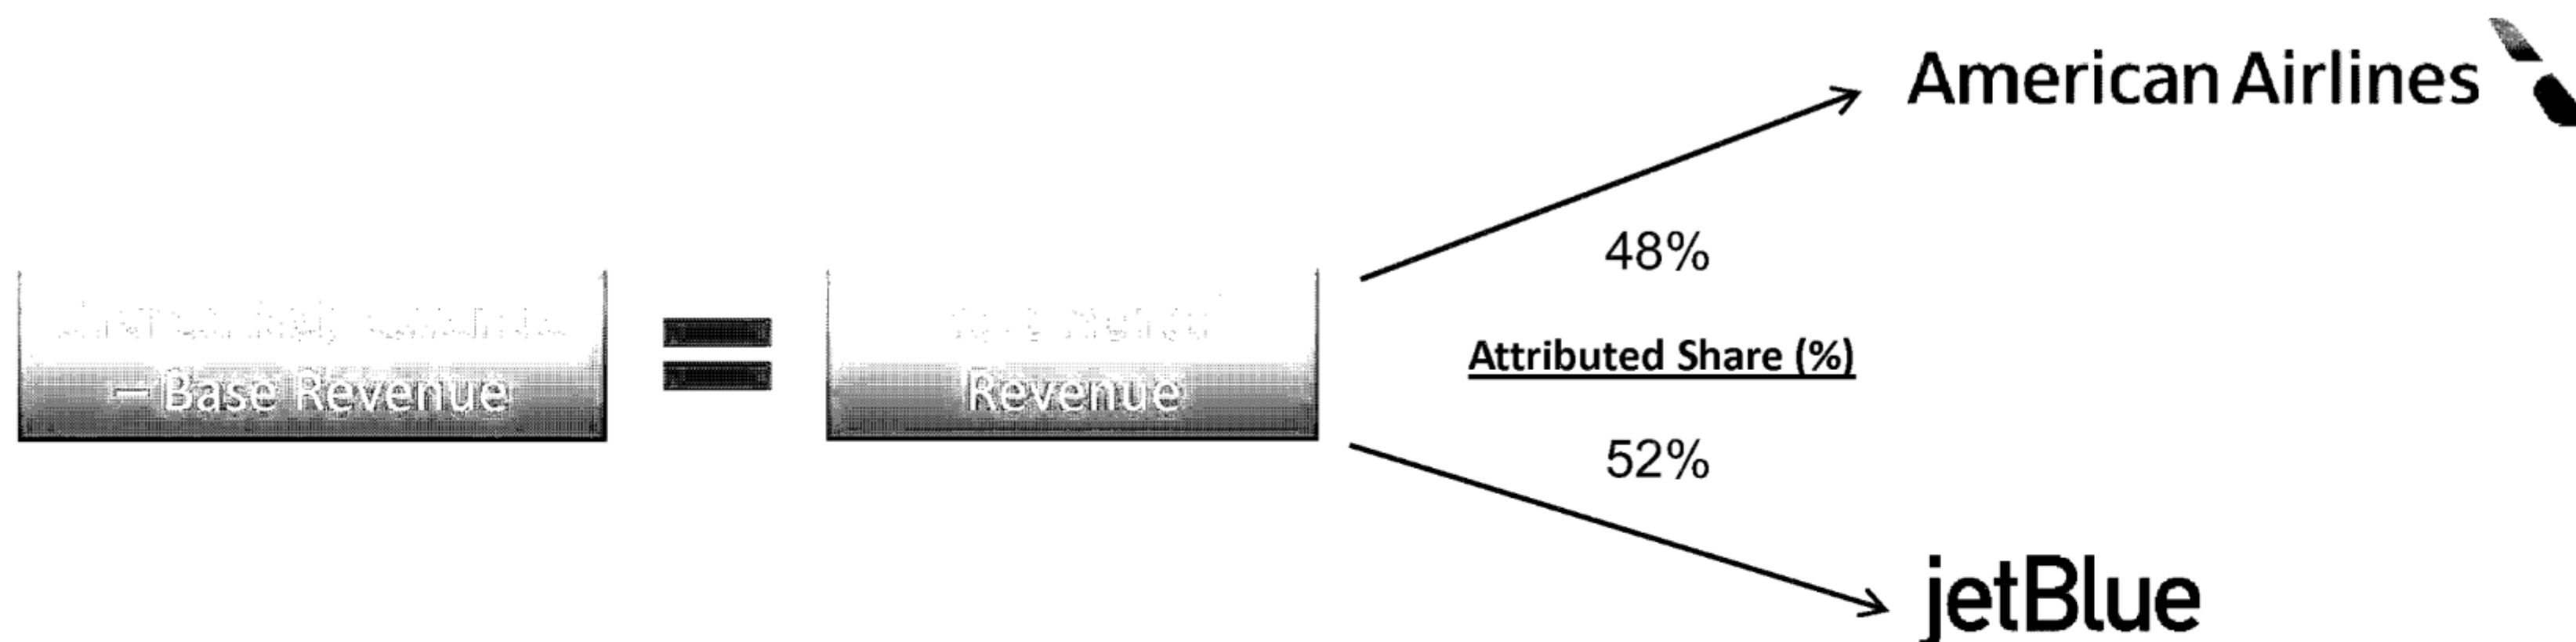 American Airlines
48%
Attributed Share (%)
– Base Revenue
Revenue
52%
jetBlue